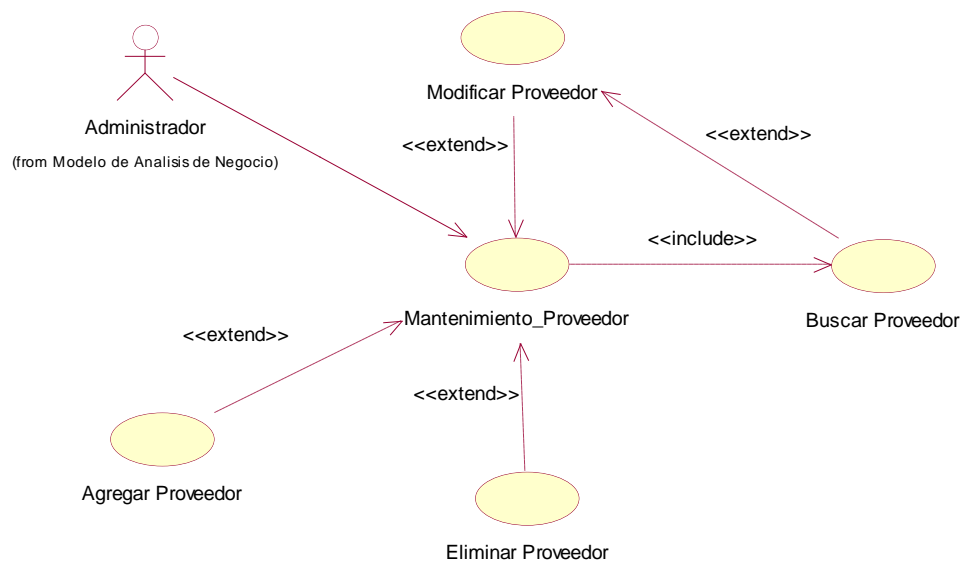 Modificar Proveedor
Administrador
(from Modelo de Analisis de Negocio)
<<extend>>
<<extend>>
<<include>>
Mantenimiento_Proveedor
Buscar Proveedor
<<extend>>
<<extend>>
Agregar Proveedor
Eliminar Proveedor